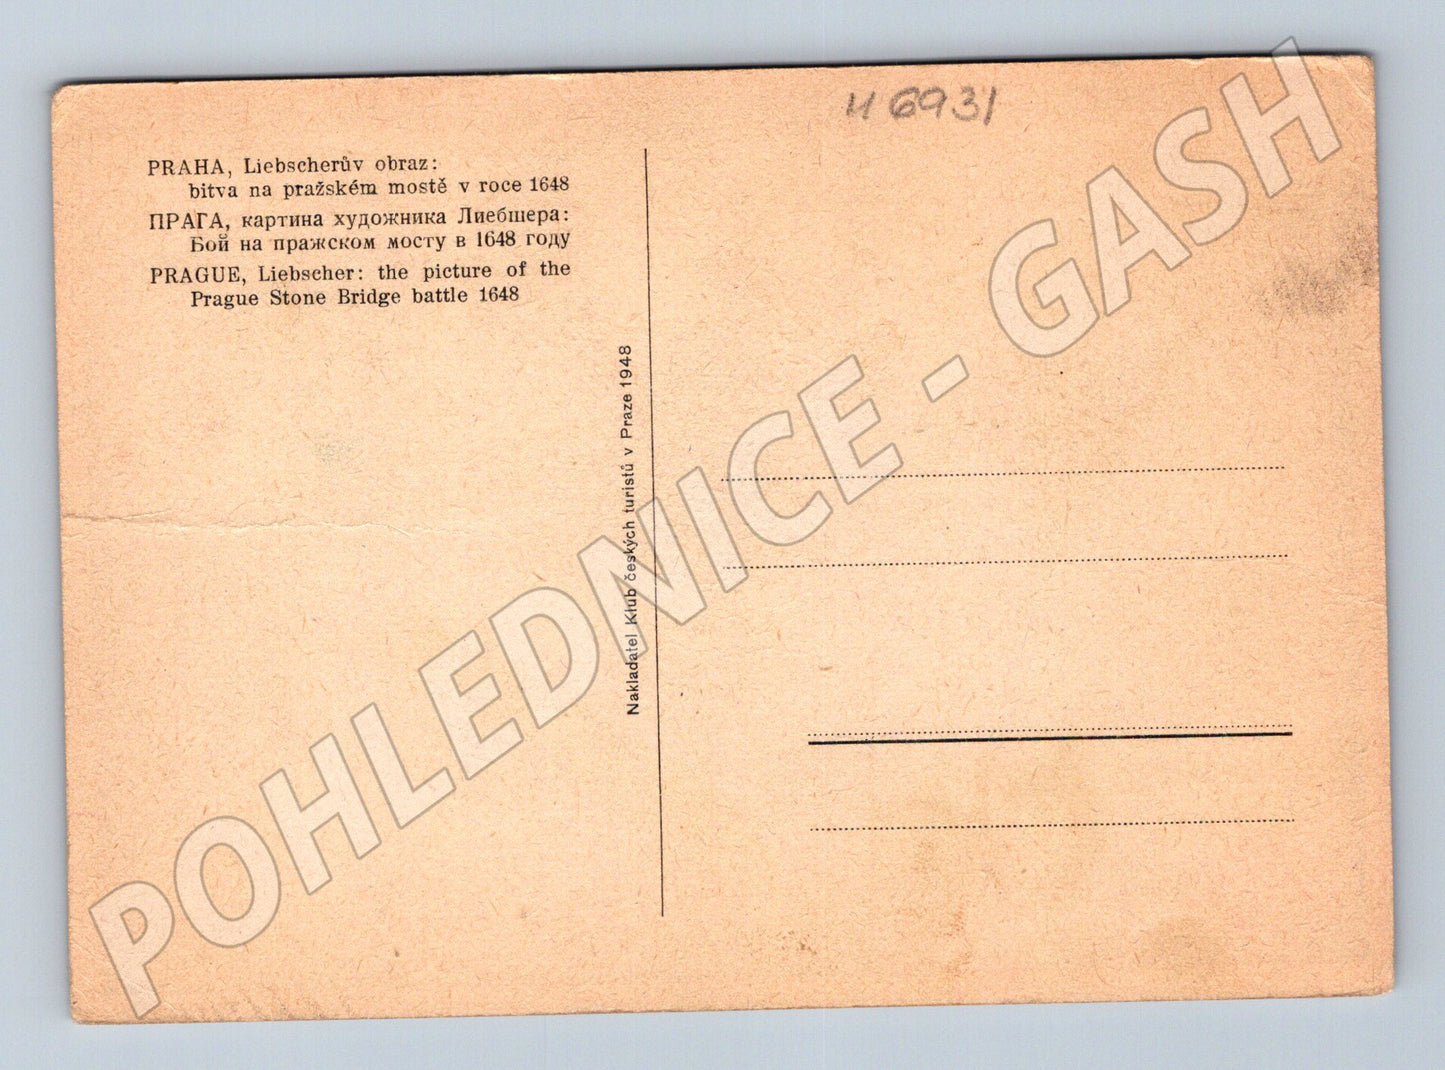 и 6931
PRAHA, Liebscherův obraz:
bitva na pražském mostě v roce 1648
ПРАГА, картина художника Лиебшера:
Бой на пражском мосту в 1648 году
PRAGUE, Liebscher: the picture of the
Prague Stone Bridge battle 1648
Nakladatel Klub českých turistů v Praze 1948
POHLEDNICE - GASH